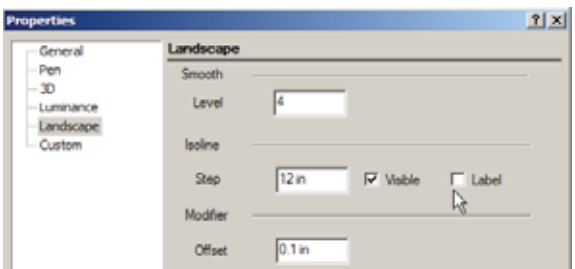 Properties
General
Pen
3D
Luminance
Landscape
Custom
Landscape
Smooth
Level 4
Isoline
Step 12 in Visible Label
Modifier
Offset 0.1 in